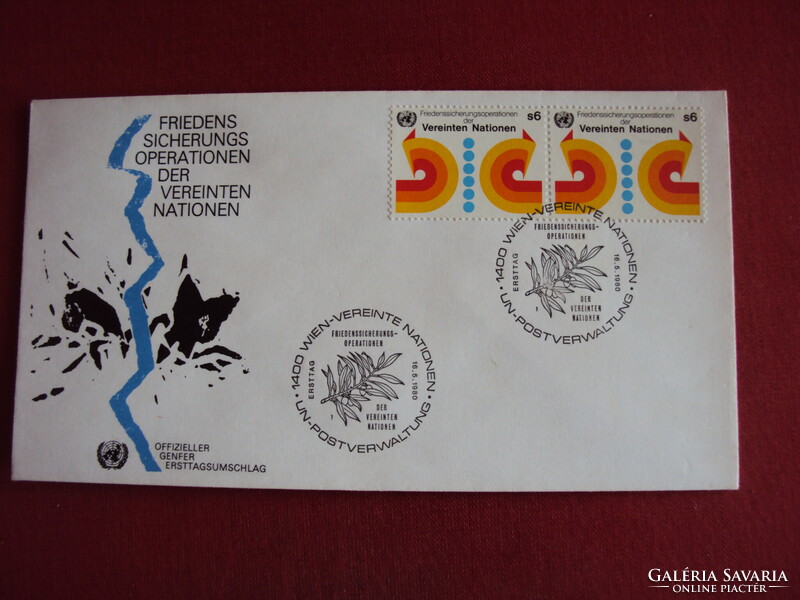 FRIEDENS
SICHERUNGS
OPERATIONEN
DER
VEREINTEN
NATIONEN
Friedenssicherungsoperationen
der
Vereinten Nationen
s6
Friedenssicherungsoperationen
der
Vereinten Nationen
s6
1400 WIEN-VEREINTE NATIONEN
UN-POSTVERWALTUNG
FRIEDENSSICHERUNGS-
OPERATIONEN
ERSTTAG
16.5.1980
DER
VEREINTEN
NATIONEN
1
1400 WIEN-VEREINTE NATIONEN
UN-POSTVERWALTUNG
FRIEDENSSICHERUNGS-
OPERATIONEN
ERSTTAG
16.5.1980
DER
VEREINTEN
NATIONEN
1
OFFIZIELLER
GENFER
ERSTTAGSUMSCHLAG
GALÉRIA SAVARIA
ONLINE PIACTÉR